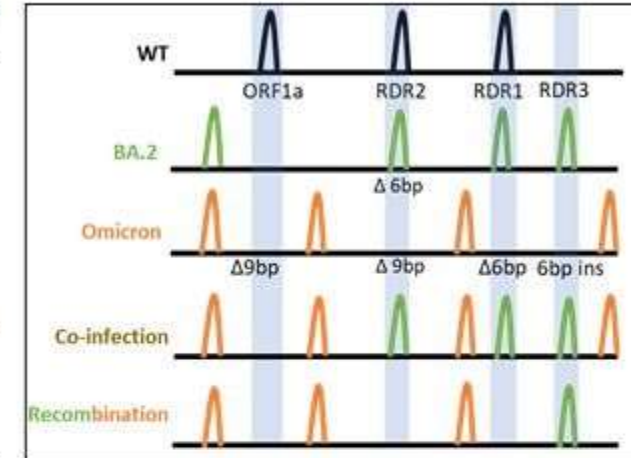 WT
ORF1a RDR2 RDR1 RDR3
BA.2
Δ 6bp
Omicron
Δ9bp Δ 9bp Δ6bp 6bp ins
Co-infection
Recombination